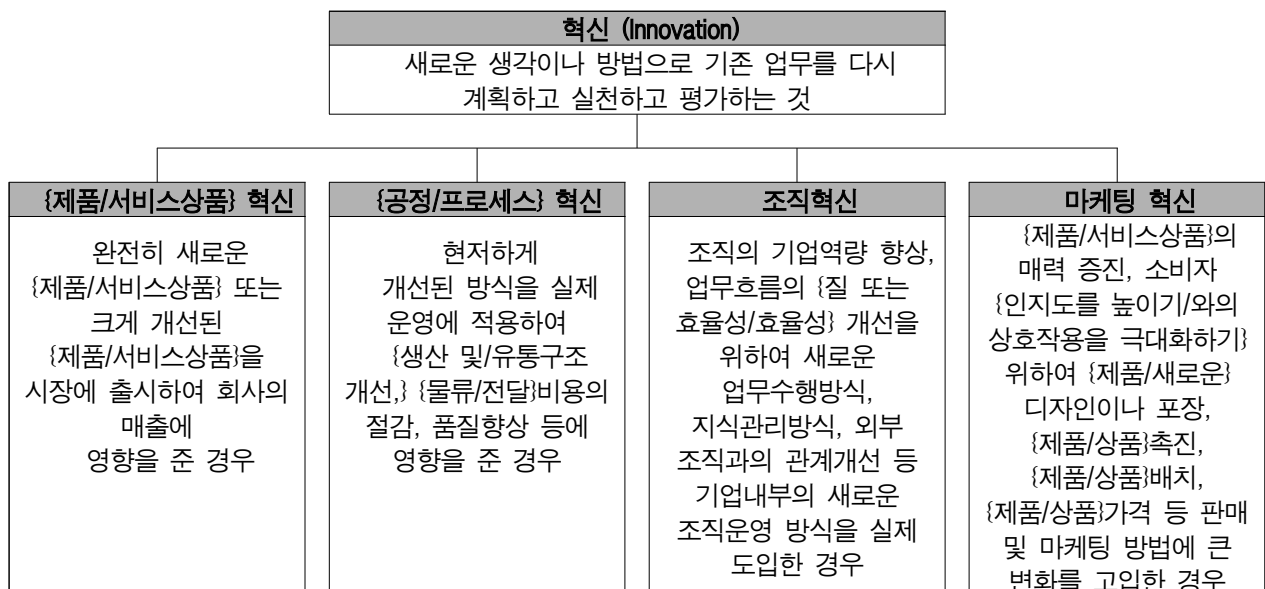 혁신 (Innovation)
새로운 생각이나 방법으로 기존 업무를 다시
계획하고 실천하고 평가하는 것
{제품/서비스상품} 혁신
완전히 새로운
{제품/서비스상품} 또는
크게 개선된
{제품/서비스상품}을
시장에 출시하여 회사의
매출에
영향을 준 경우
{공정/프로세스} 혁신
현저하게
개선된 방식을 실제
운영에 적용하여
{생산 및/유통구조
개선,} {물류/전달}비용의
절감, 품질향상 등에
영향을 준 경우
조직혁신
조직의 기업역량 향상,
업무흐름의 {질 또는
효율성/효율성} 개선을
위하여 새로운
업무수행방식,
지식관리방식, 외부
조직과의 관계개선 등
기업내부의 새로운
조직운영 방식을 실제
도입한 경우
마케팅 혁신
{제품/서비스상품}의
매력 증진, 소비자
{인지도를 높이기/와의
상호작용을 극대화하기}
위하여 {제품/새로운}
디자인이나 포장,
{제품/상품}촉진,
{제품/상품}배치,
{제품/상품}가격 등 판매
및 마케팅 방법에 큰
변화를 고입한 경우